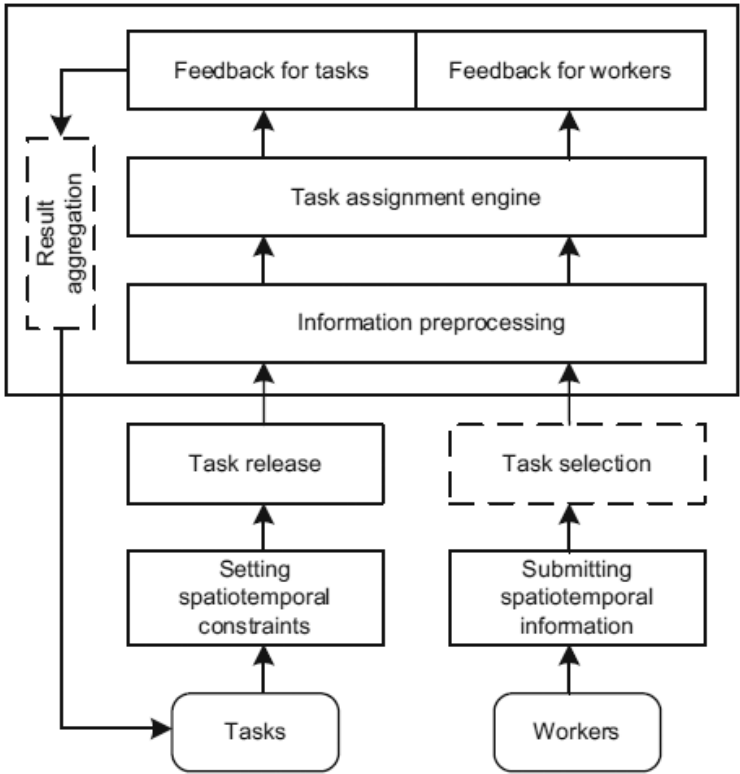 Feedback for tasks
Feedback for workers
Result
aggregation
Task assignment engine
Information preprocessing
Task release
Task selection
Setting
spatiotemporal
constraints
Submitting
spatiotemporal
information
Tasks
Workers